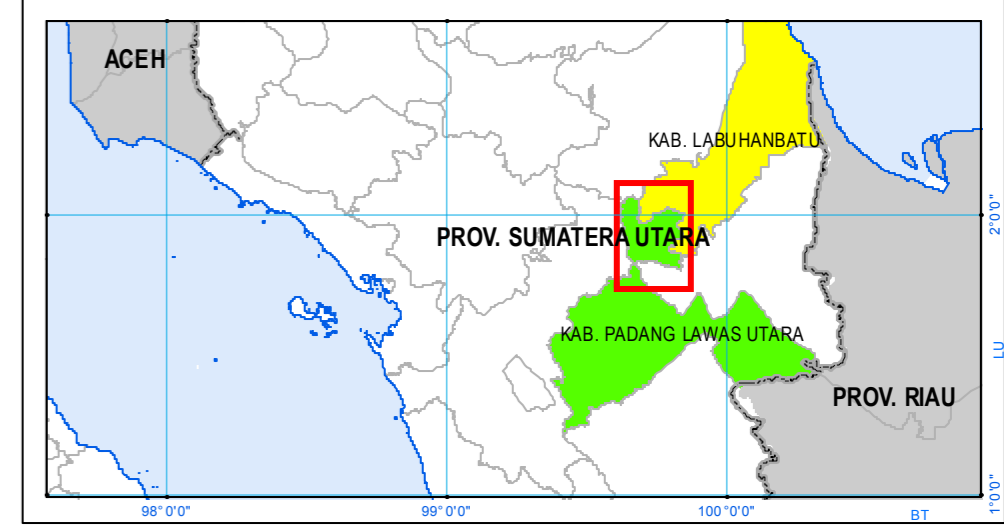 ACEH
KAB. LABUHANBATU
PROV. SUMATERA UTARA
KAB. PADANG LAWAS UTARA
PROV. RIAU
2°0'0"
LU
1°0'0"
98°0'0"
99°0'0"
100°0'0"
BT